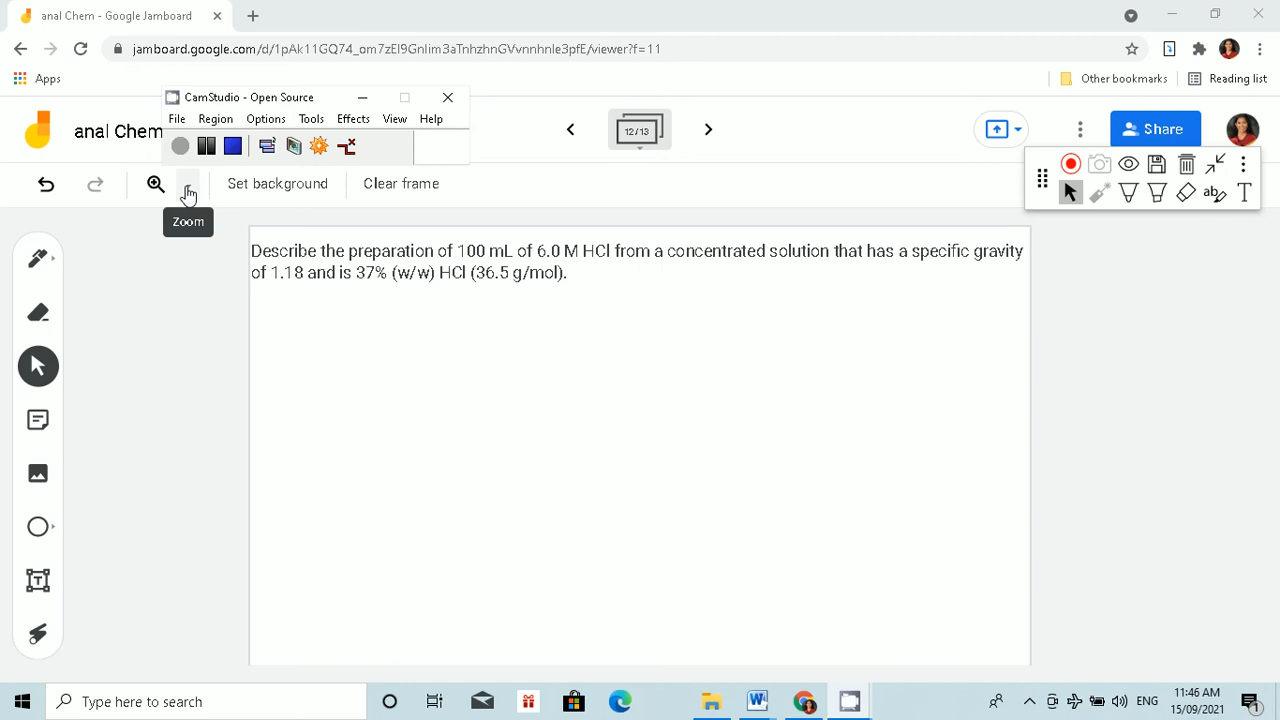 anal Chem - Google Jamboard
jamboard.google.com/d/1pAk11GQ74_om7zEI9Gnlim3aTnhzhnGVvnvhnle3pfE/viewer?f=11
Apps
Other bookmarks
Reading list
CamStudio - Open Source
File Region Options Tools Effects View Help
anal Chem
12/13
Share
Set background
Clear frame
Zoom
Describe the preparation of 100 mL of 6.0 M HCl from a concentrated solution that has a specific gravity
of 1.18 and is 37% (w/w) HCl (36.5 g/mol).
Type here to search
ENG
11:46 AM
15/09/2021